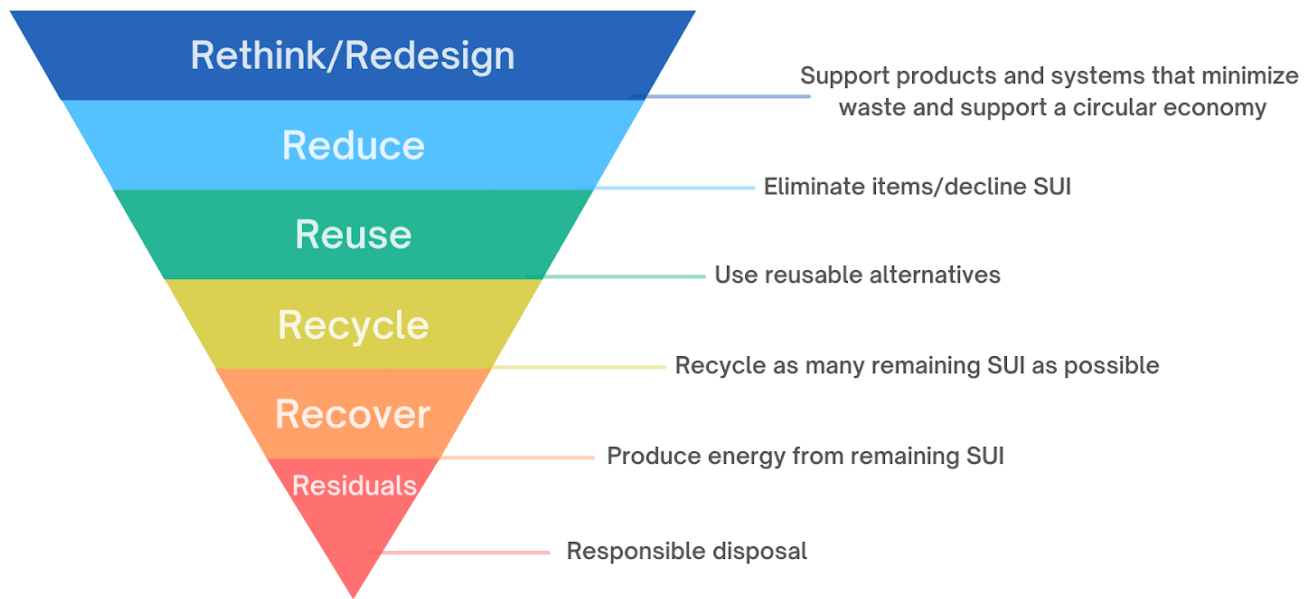 Rethink/Redesign
Support products and systems that minimize
waste and support a circular economy
Reduce
Eliminate items/decline SUI
Reuse
Use reusable alternatives
Recycle
Recycle as many remaining SUI as possible
Recover
Produce energy from remaining SUI
Residuals
Responsible disposal